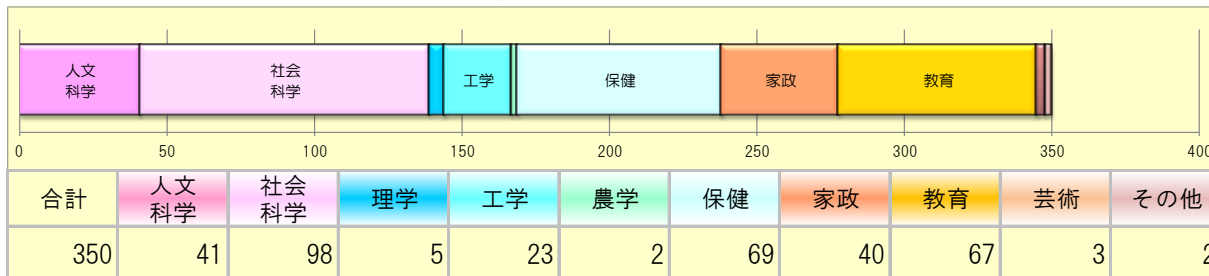 人文
科学
社会
科学
工学
保健
家政
教育
0 50 100 150 200 250 300 350 400
合計 人文科学 社会科学 理学 工学 農学 保健 家政 教育 芸術 その他
350 41 98 5 23 2 69 40 67 3 2